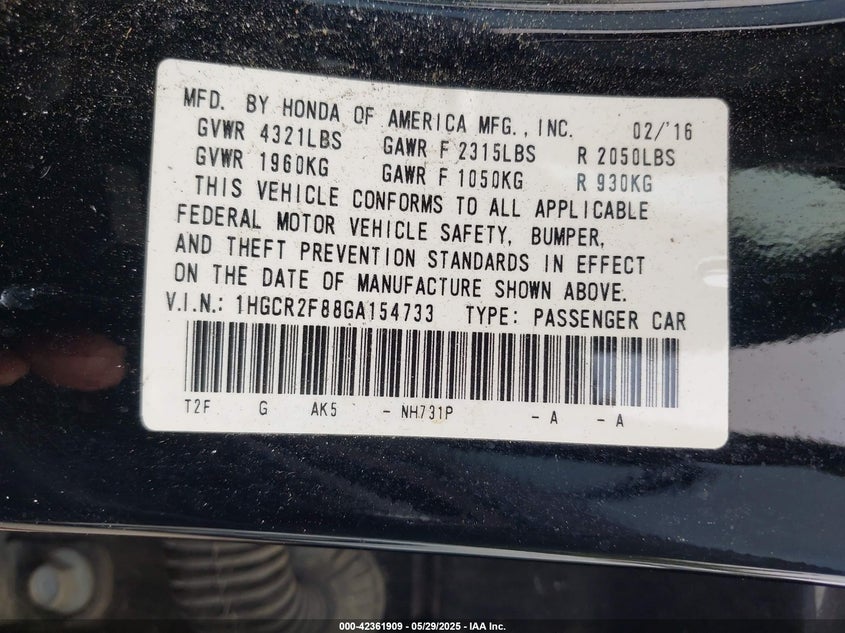 MFD. BY HONDA OF AMERICA MFG., INC. 02/'16
GVWR 4321LBS GAWR F 2315LBS R 2050LBS
GVWR 1960KG GAWR F 1050KG R 930KG
THIS VEHICLE CONFORMS TO ALL APPLICABLE
FEDERAL MOTOR VEHICLE SAFETY, BUMPER,
AND THEFT PREVENTION STANDARDS IN EFFECT
ON THE DATE OF MANUFACTURE SHOWN ABOVE.
V.I.N.: 1HGCR2F88GA154733 TYPE: PASSENGER CAR
T2F G AK5 - NH731P - A - A
000-42361909 - 05/29/2025 - IAA Inc.